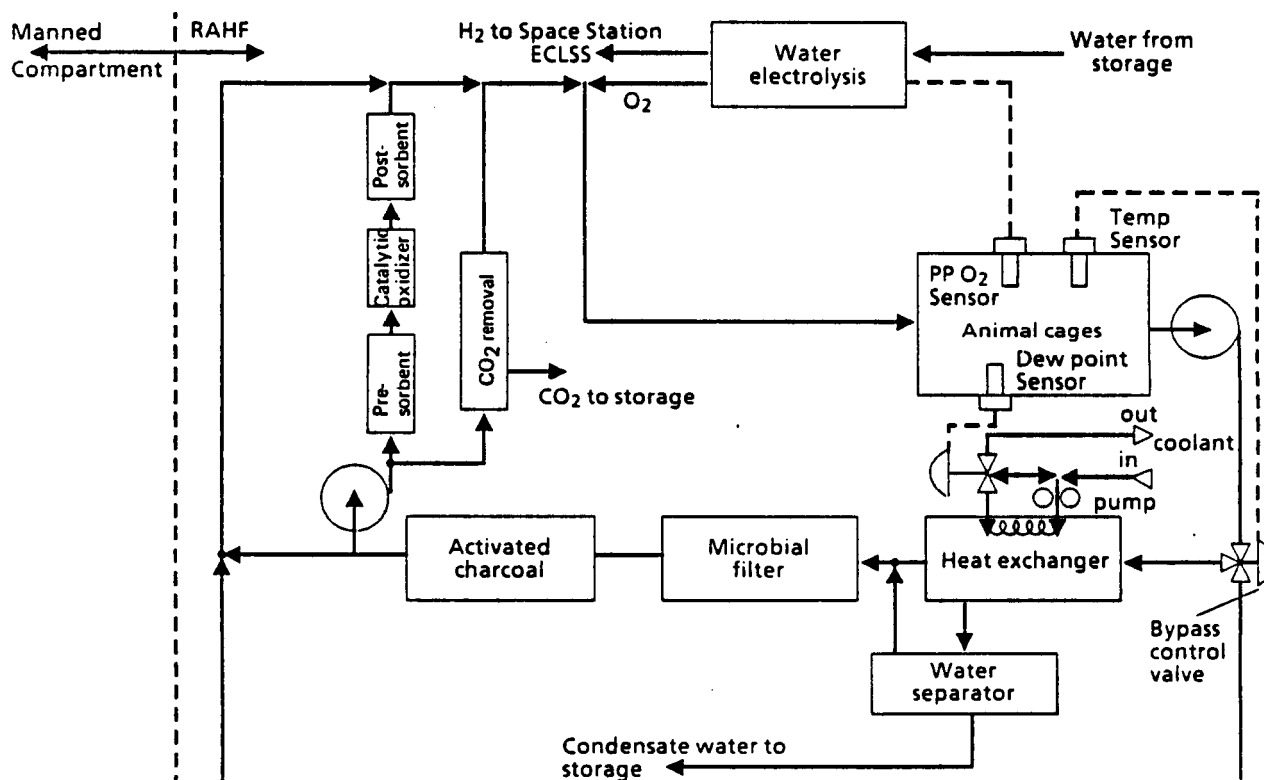 Manned
Compartment
RAHF
H2 to Space Station
ECLSS
Water
electrolysis
Water from
storage
O2
Post-
sorbent
Catalytic
oxidizer
Pre-
sorbent
CO2 removal
CO2 to storage
Temp
Sensor
PP O2
Sensor
Animal cages
Dew point
Sensor
out
coolant
in
pump
Activated
charcoal
Microbial
filter
Heat exchanger
Bypass
control
valve
Water
separator
Condensate water to
storage